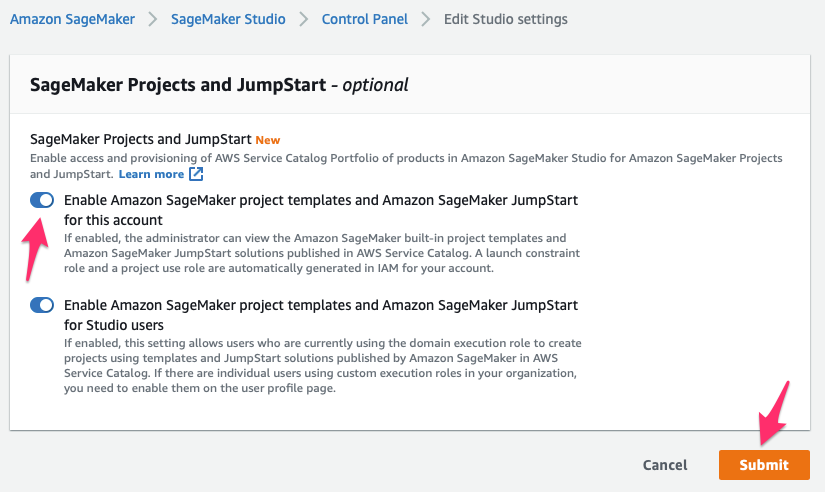 Amazon SageMaker > SageMaker Studio > Control Panel > Edit Studio settings
SageMaker Projects and JumpStart - optional
SageMaker Projects and JumpStart New
Enable access and provisioning of AWS Service Catalog Portfolio of products in Amazon SageMaker Studio for Amazon SageMaker Projects
and JumpStart. Learn more
Enable Amazon SageMaker project templates and Amazon SageMaker JumpStart
for this account
If enabled, the administrator can view the Amazon SageMaker built-in project templates and
Amazon SageMaker JumpStart solutions published in AWS Service Catalog. A launch constraint
role and a project use role are automatically generated in IAM for your account.
Enable Amazon SageMaker project templates and Amazon SageMaker JumpStart
for Studio users
If enabled, this setting allows users who are currently using the domain execution role to create
projects using templates and JumpStart solutions published by Amazon SageMaker in AWS
Service Catalog. If there are individual users using custom execution roles in your organization,
you need to enable them on the user profile page.
Cancel Submit